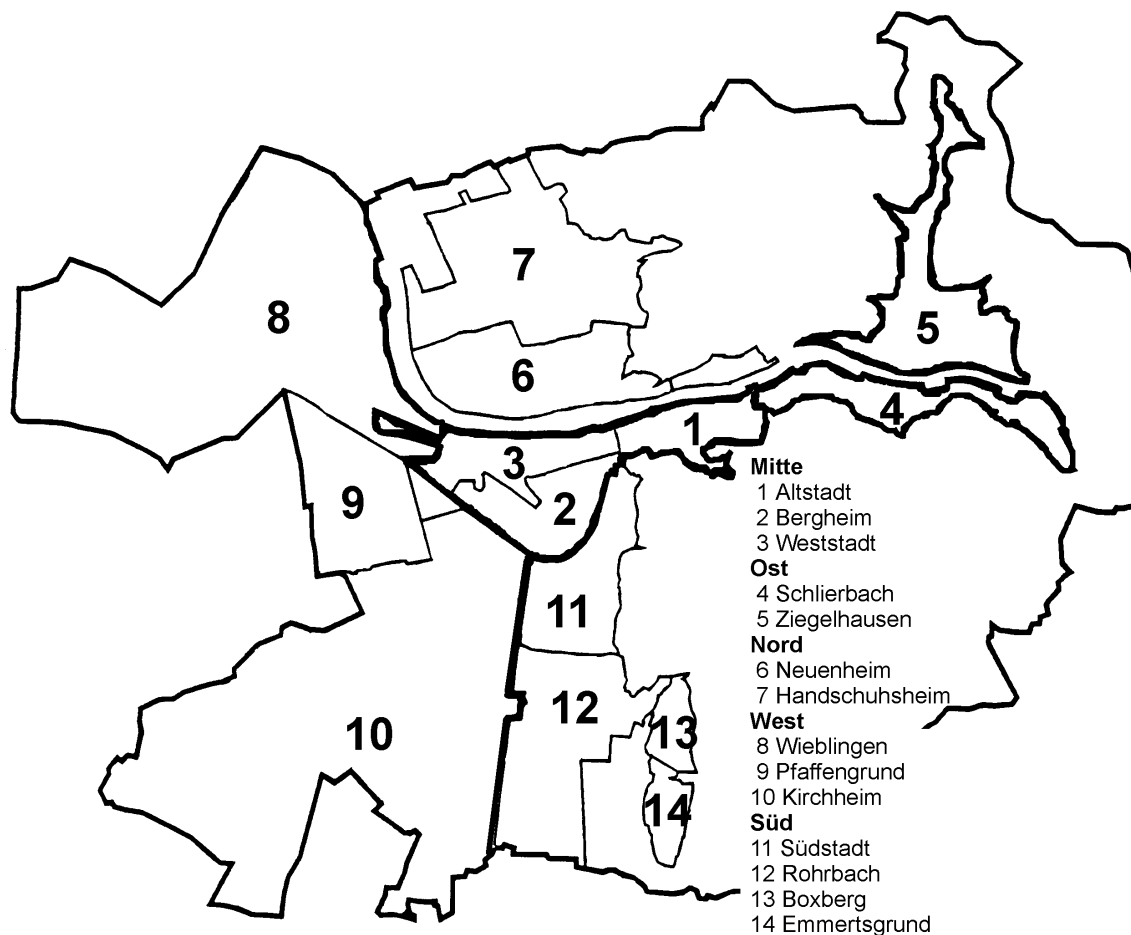 7
8
5
6
4
1
3
9
2
11
12
10
13
14
Mitte
1 Altstadt
2 Bergheim
3 Weststadt
Ost
4 Schlierbach
5 Ziegelhausen
Nord
6 Neuenheim
7 Handschuhsheim
West
8 Wieblingen
9 Pfaffengrund
10 Kirchheim
Süd
11 Südstadt
12 Rohrbach
13 Boxberg
14 Emmertsgrund